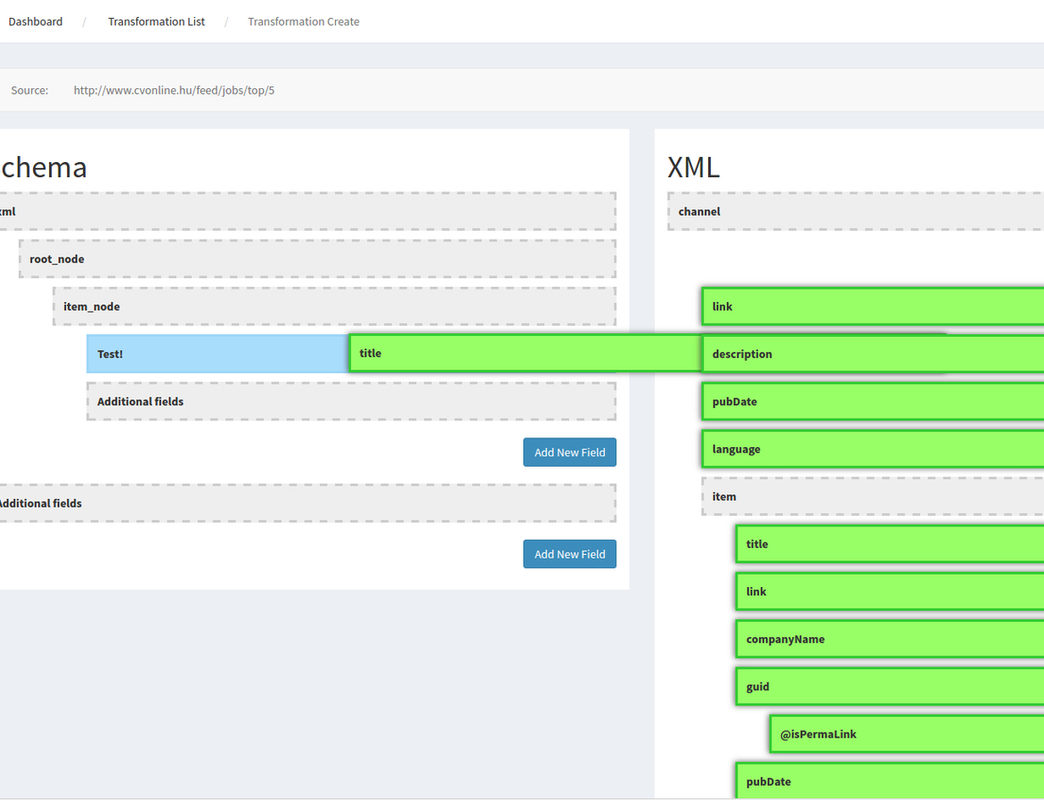 Dashboard / Transformation List / Transformation Create
Source: http://www.cvonline.hu/feed/jobs/top/5
chema
xml
root_node
item_node
Test!
title
Additional fields
Add New Field
Additional fields
Add New Field
XML
channel
link
description
pubDate
language
item
title
link
companyName
guid
@isPermaLink
pubDate